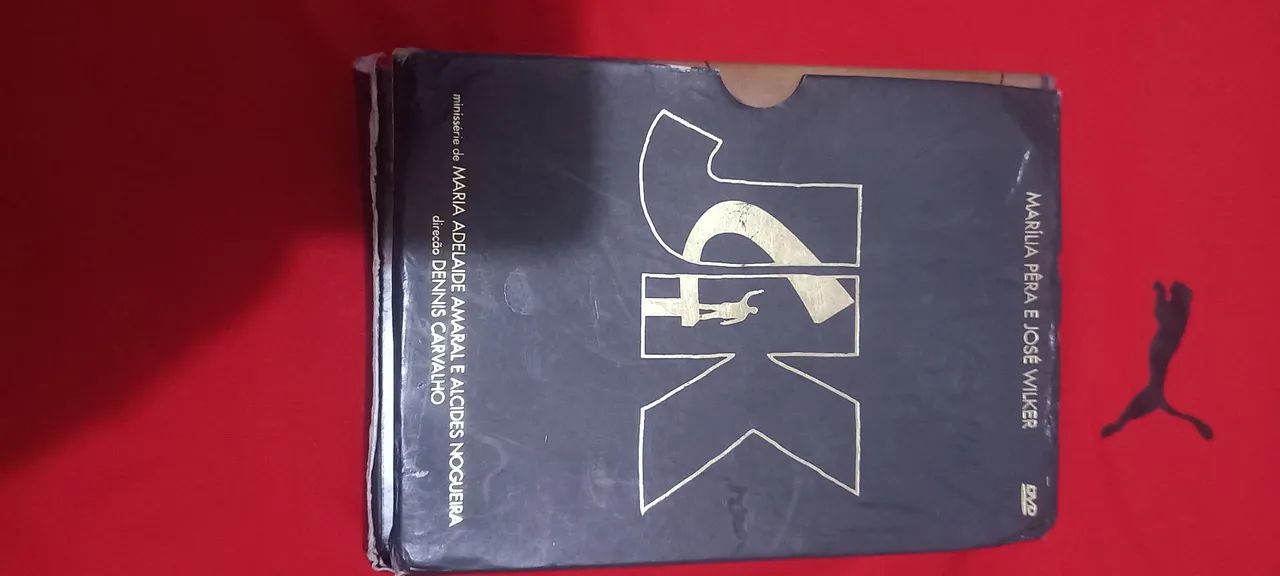 MARÍLIA PÊRA E JOSÉ WILKER
DVD
JK
minissérie de MARIA ADELAIDE AMARAL E ALCIDES NOGUEIRA
direção DENNIS CARVALHO